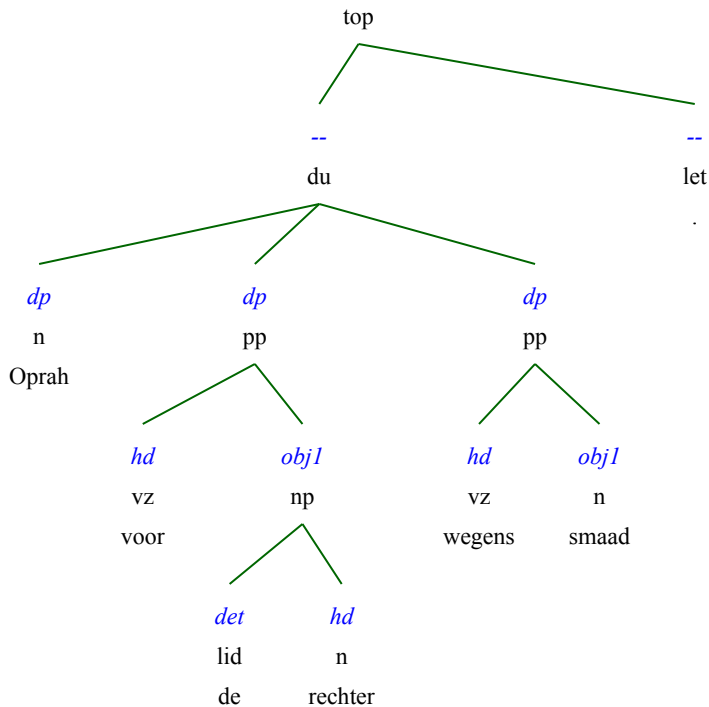 top
-- --
du let
.
dp dp dp
n pp pp
Oprah
hd obj1 hd obj1
vz np vz n
voor wegens smaad
det hd
lid n
de rechter